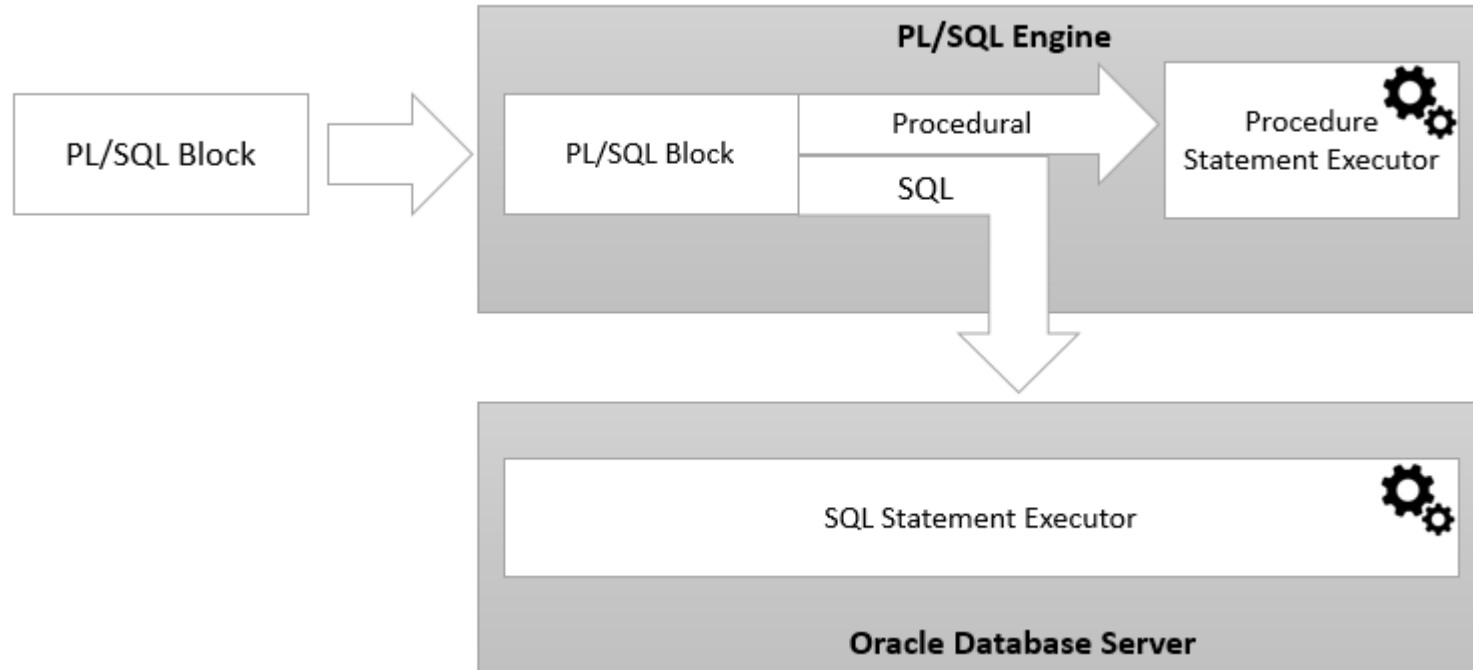 PL/SQL Engine
PL/SQL Block
PL/SQL Block
Procedural
SQL
Procedure
Statement Executor
SQL Statement Executor
Oracle Database Server